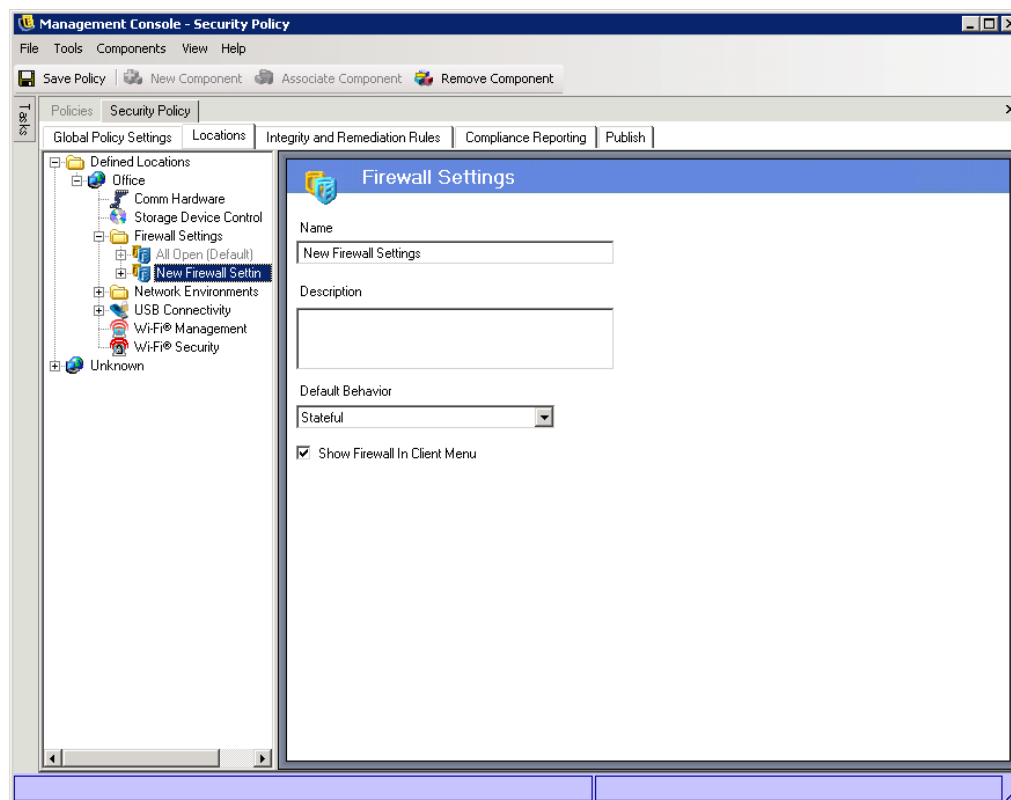 Management Console - Security Policy
File Tools Components View Help
Save Policy New Component Associate Component Remove Component
Tasks
Policies Security Policy
Global Policy Settings Locations Integrity and Remediation Rules Compliance Reporting Publish
Defined Locations
Office
Comm Hardware
Storage Device Control
Firewall Settings
All Open (Default)
New Firewall Settin
Network Environments
USB Connectivity
Wi-Fi® Management
Wi-Fi® Security
Unknown
Firewall Settings
Name
New Firewall Settings
Description
Default Behavior
Stateful
Show Firewall In Client Menu